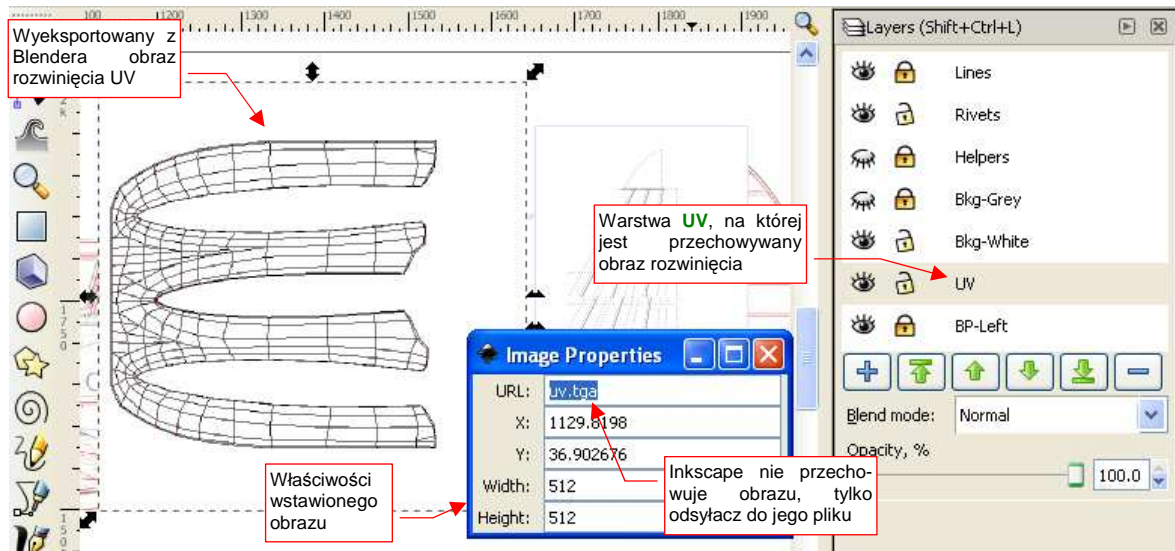 100 1200 1300 1400 1500 1600 1700 1800 1900
Wyeksportowany z
Blendera obraz
rozwinięcia UV
1750
150
Layers (Shift+Ctrl+L)
Lines
Rivets
Helpers
Bkg-Grey
Bkg-White
UV
BP-Left
Blend mode: Normal
Opacity, %
100.0
Warstwa UV, na której
jest przechowywany
obraz rozwinięcia
Image Properties
URL: uv.tga
X: 1129.8198
Y: 36.902676
Width: 512
Height: 512
Właściwości
wstawionego
obrazu
Inkscape nie przecho-
wuje obrazu, tylko
odsyłacz do jego pliku